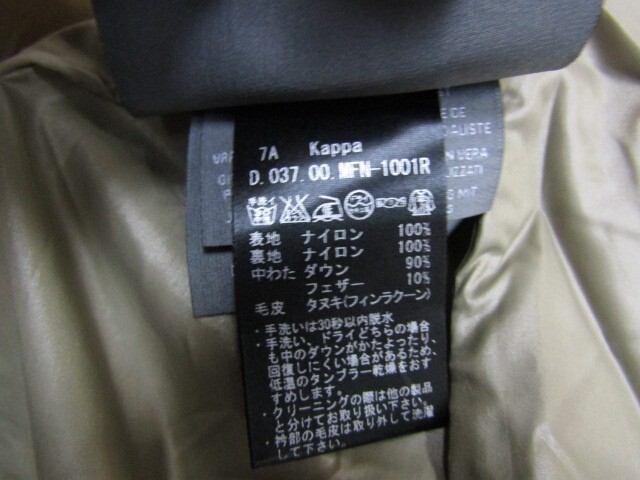 7A Kappa
D.037.00.MFN-1001R
手洗イ
表地 ナイロン 100%
裏地 ナイロン 100%
中わた ダウン 90%
フェザー 10%
毛皮 タヌキ(フィンラクーン)
・手洗いは30秒以内脱水
・手洗い、ドライどちらの場合
も中のダウンがかたよったり、
回復しにくい場合があるため、
低温のタンブラー乾燥をおす
すめします。
・クリーニングの際は他の製品
と分けてお取り扱い下さい。
・衿部の毛皮は取り外して洗濯
して下さい